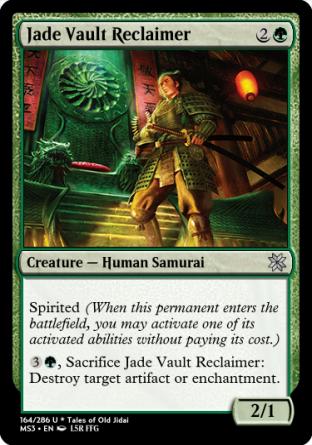 Jade Vault Reclaimer 2
Creature — Human Samurai
Spirited (When this permanent enters the
battlefield, you may activate one of its
activated abilities without paying its cost.)
3, Sacrifice Jade Vault Reclaimer:
Destroy target artifact or enchantment.
2/1
164/286 U * Tales of Old Jidai
MS3 • EN LSR FTG